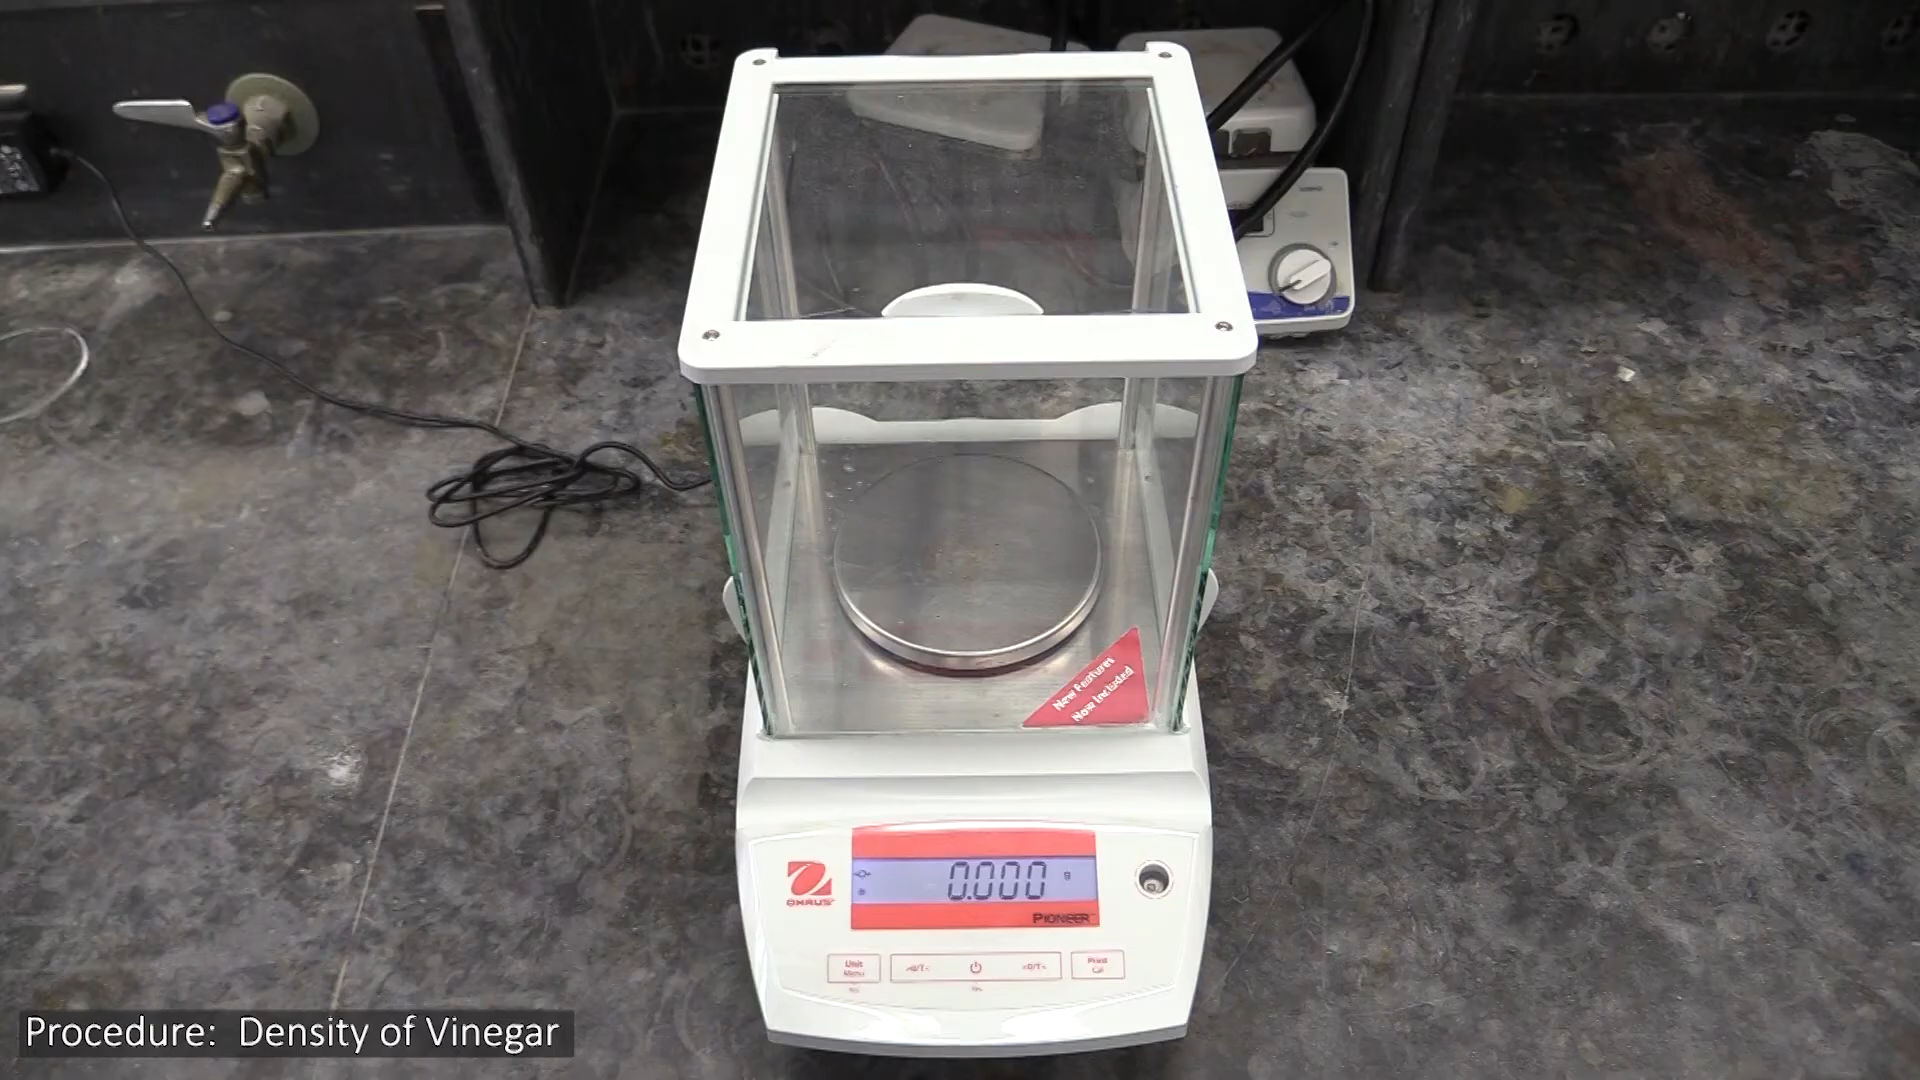 New Features
Now Included
OHAUS
0.000 g
PIONEER
Unit
Menu
>O/T<
Print
Procedure: Density of Vinegar